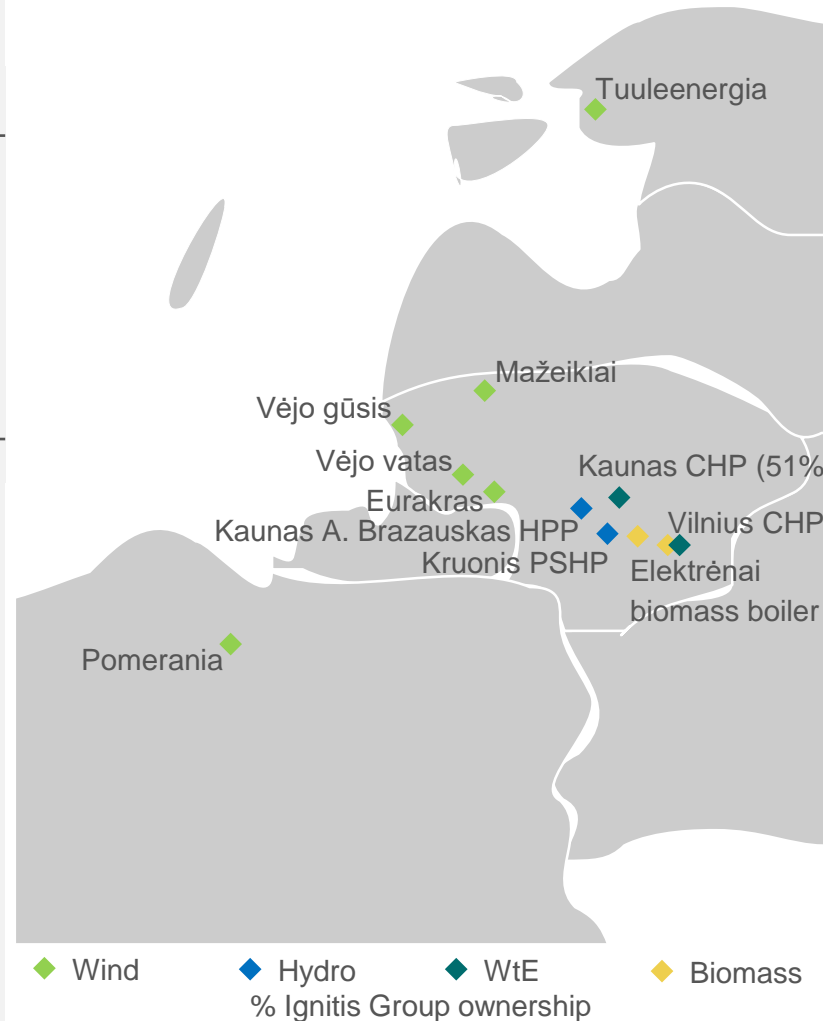 Tuuleenergia
Mažeikiai
Vėjo gūsis
Vėjo vatas
Kaunas CHP (51%
Eurakras
Kaunas A. Brazauskas HPP
Vilnius CHP
Kruonis PSHP
Elektrėnai
biomass boiler
Pomerania
Wind
Hydro
WtE
Biomass
% Ignitis Group ownership